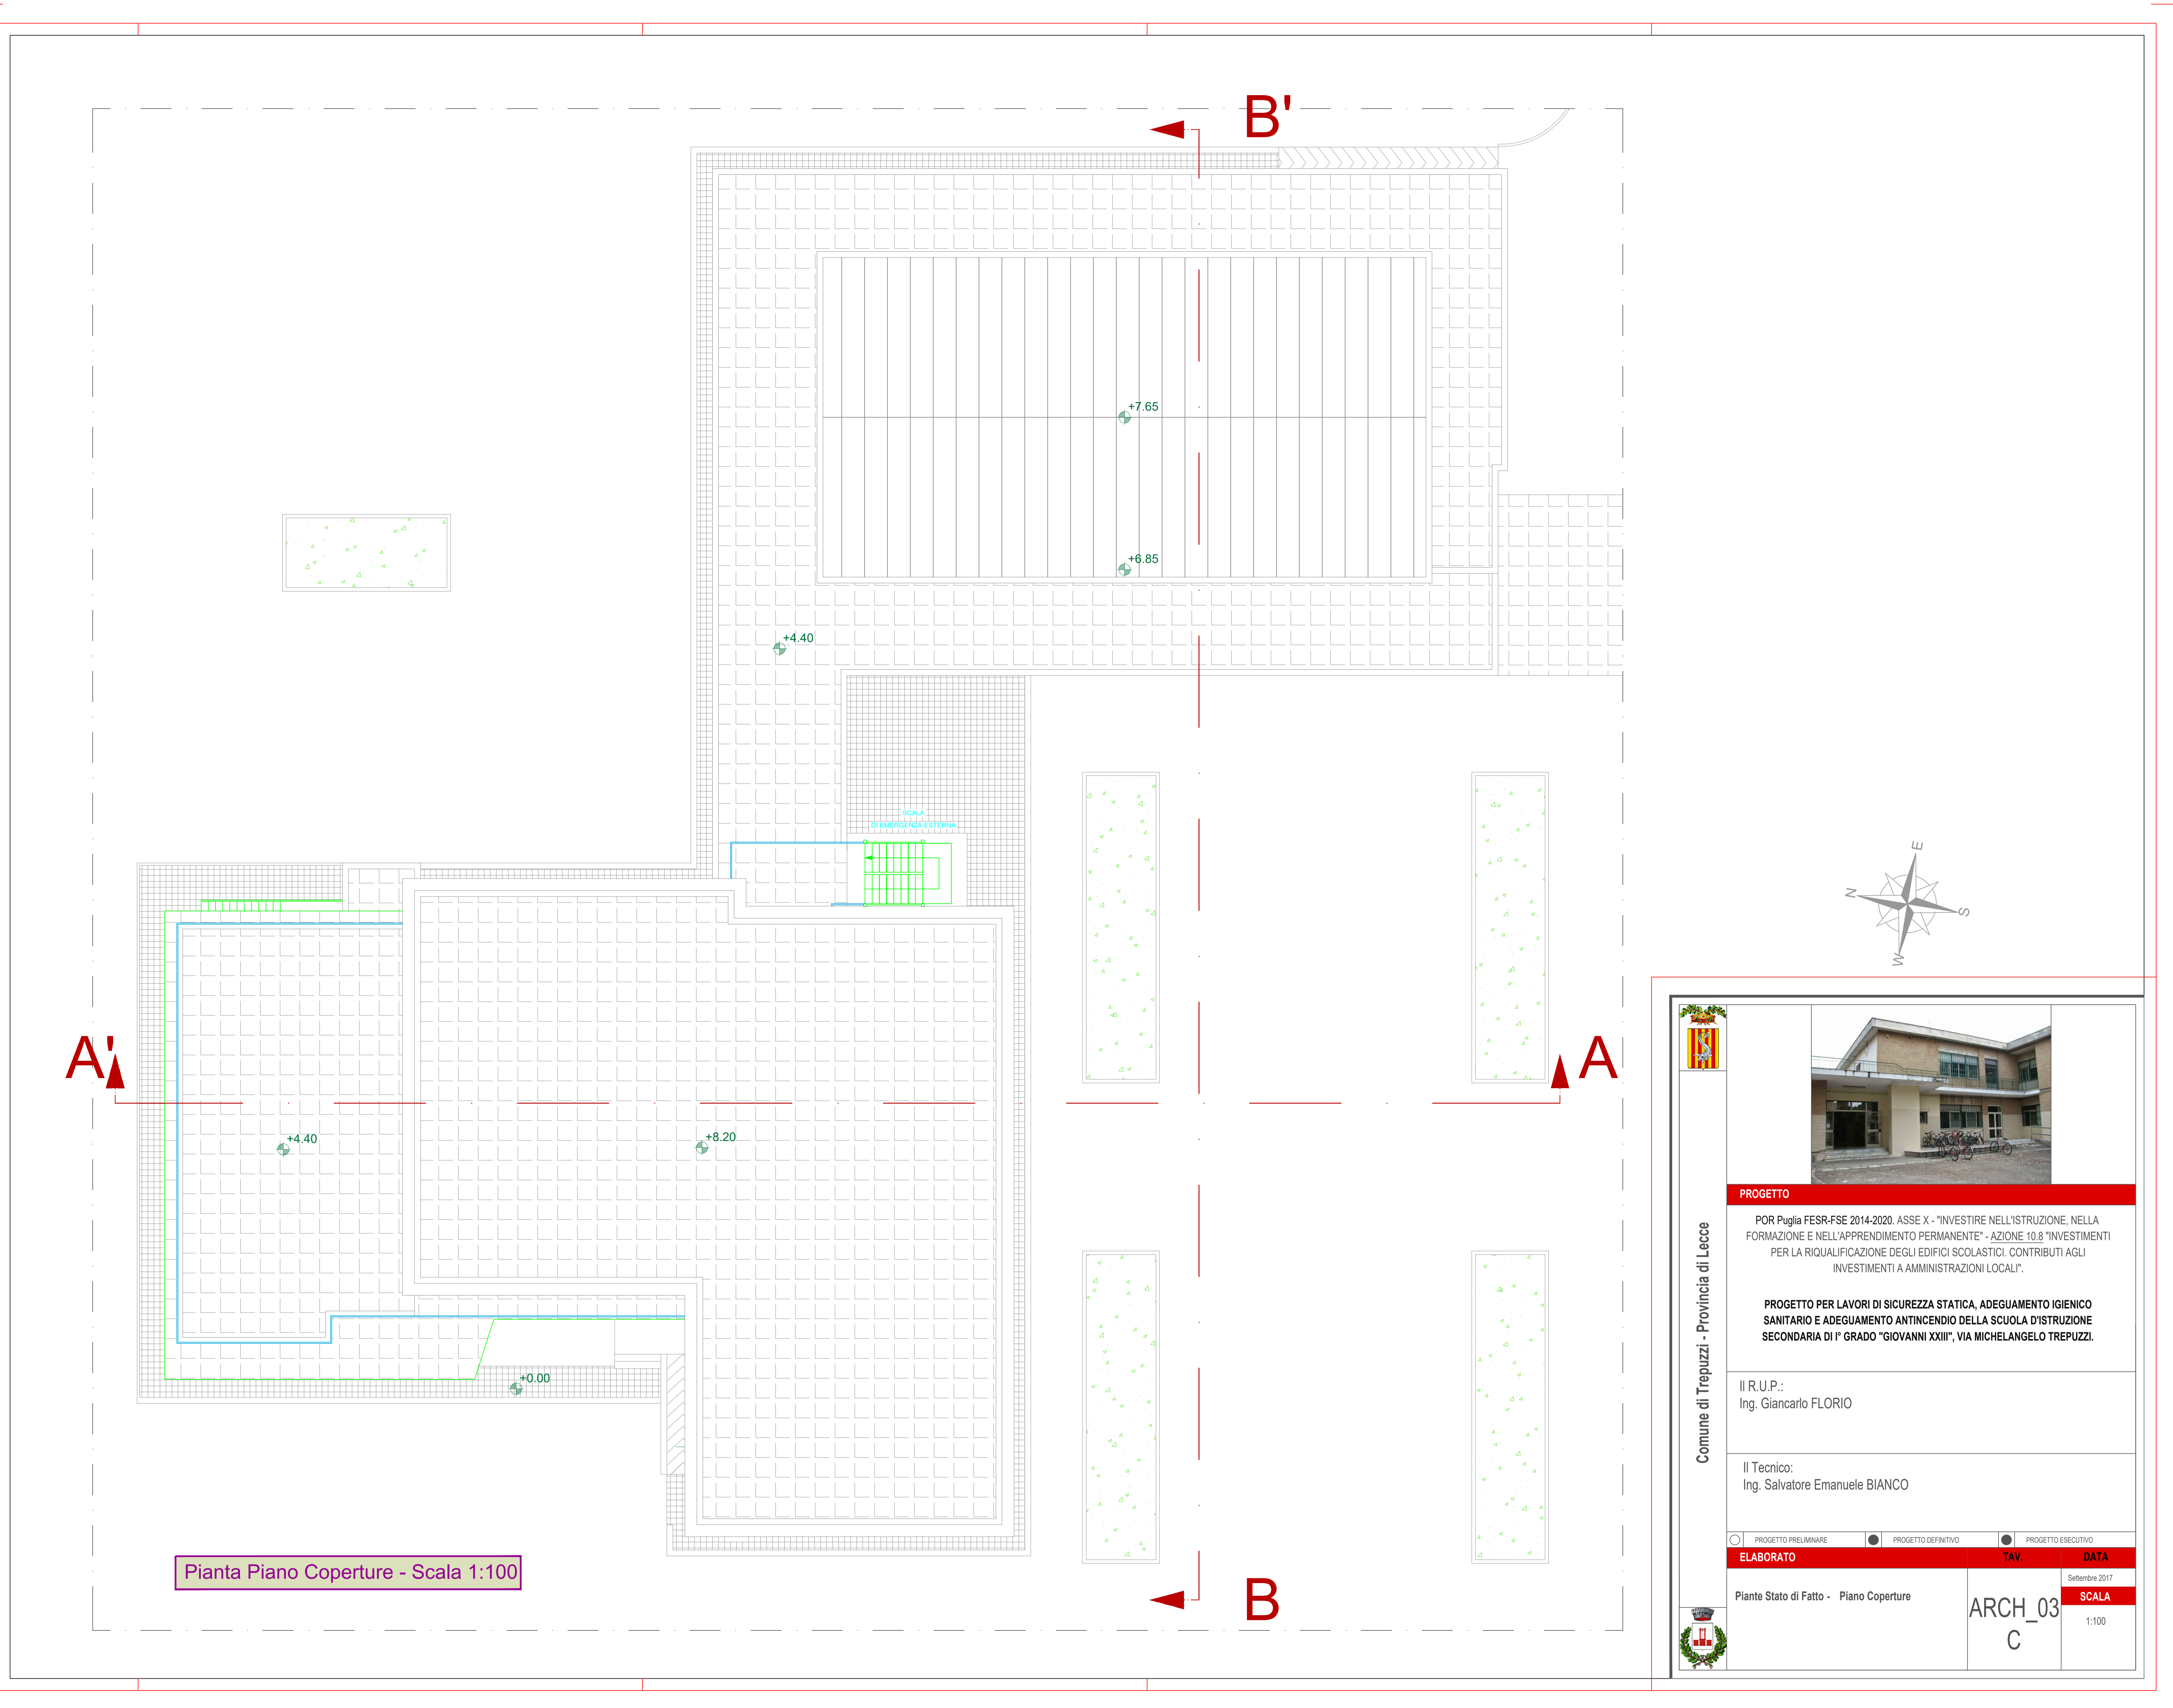 B'
+7.65
+6.85
+4.40
SCALA
DI EMERGENZA ESTERNA
E
N
S
W
A'
A
+4.40
+8.20
+0.00
Pianta Piano Coperture - Scala 1:100
B
Comune di Trepuzzi - Provincia di Lecce
PROGETTO
POR Puglia FESR-FSE 2014-2020. ASSE X - "INVESTIRE NELL'ISTRUZIONE, NELLA
FORMAZIONE E NELL'APPRENDIMENTO PERMANENTE" - AZIONE 10.8 "INVESTIMENTI
PER LA RIQUALIFICAZIONE DEGLI EDIFICI SCOLASTICI. CONTRIBUTI AGLI
INVESTIMENTI A AMMINISTRAZIONI LOCALI".
PROGETTO PER LAVORI DI SICUREZZA STATICA, ADEGUAMENTO IGIENICO
SANITARIO E ADEGUAMENTO ANTINCENDIO DELLA SCUOLA D'ISTRUZIONE
SECONDARIA DI I° GRADO "GIOVANNI XXIII", VIA MICHELANGELO TREPUZZI.
Il R.U.P.:
Ing. Giancarlo FLORIO
Il Tecnico:
Ing. Salvatore Emanuele BIANCO
PROGETTO PRELIMINARE PROGETTO DEFINITIVO PROGETTO ESECUTIVO
ELABORATO TAV. DATA
Settembre 2017
Piante Stato di Fatto - Piano Coperture
ARCH_03
C
SCALA
1:100